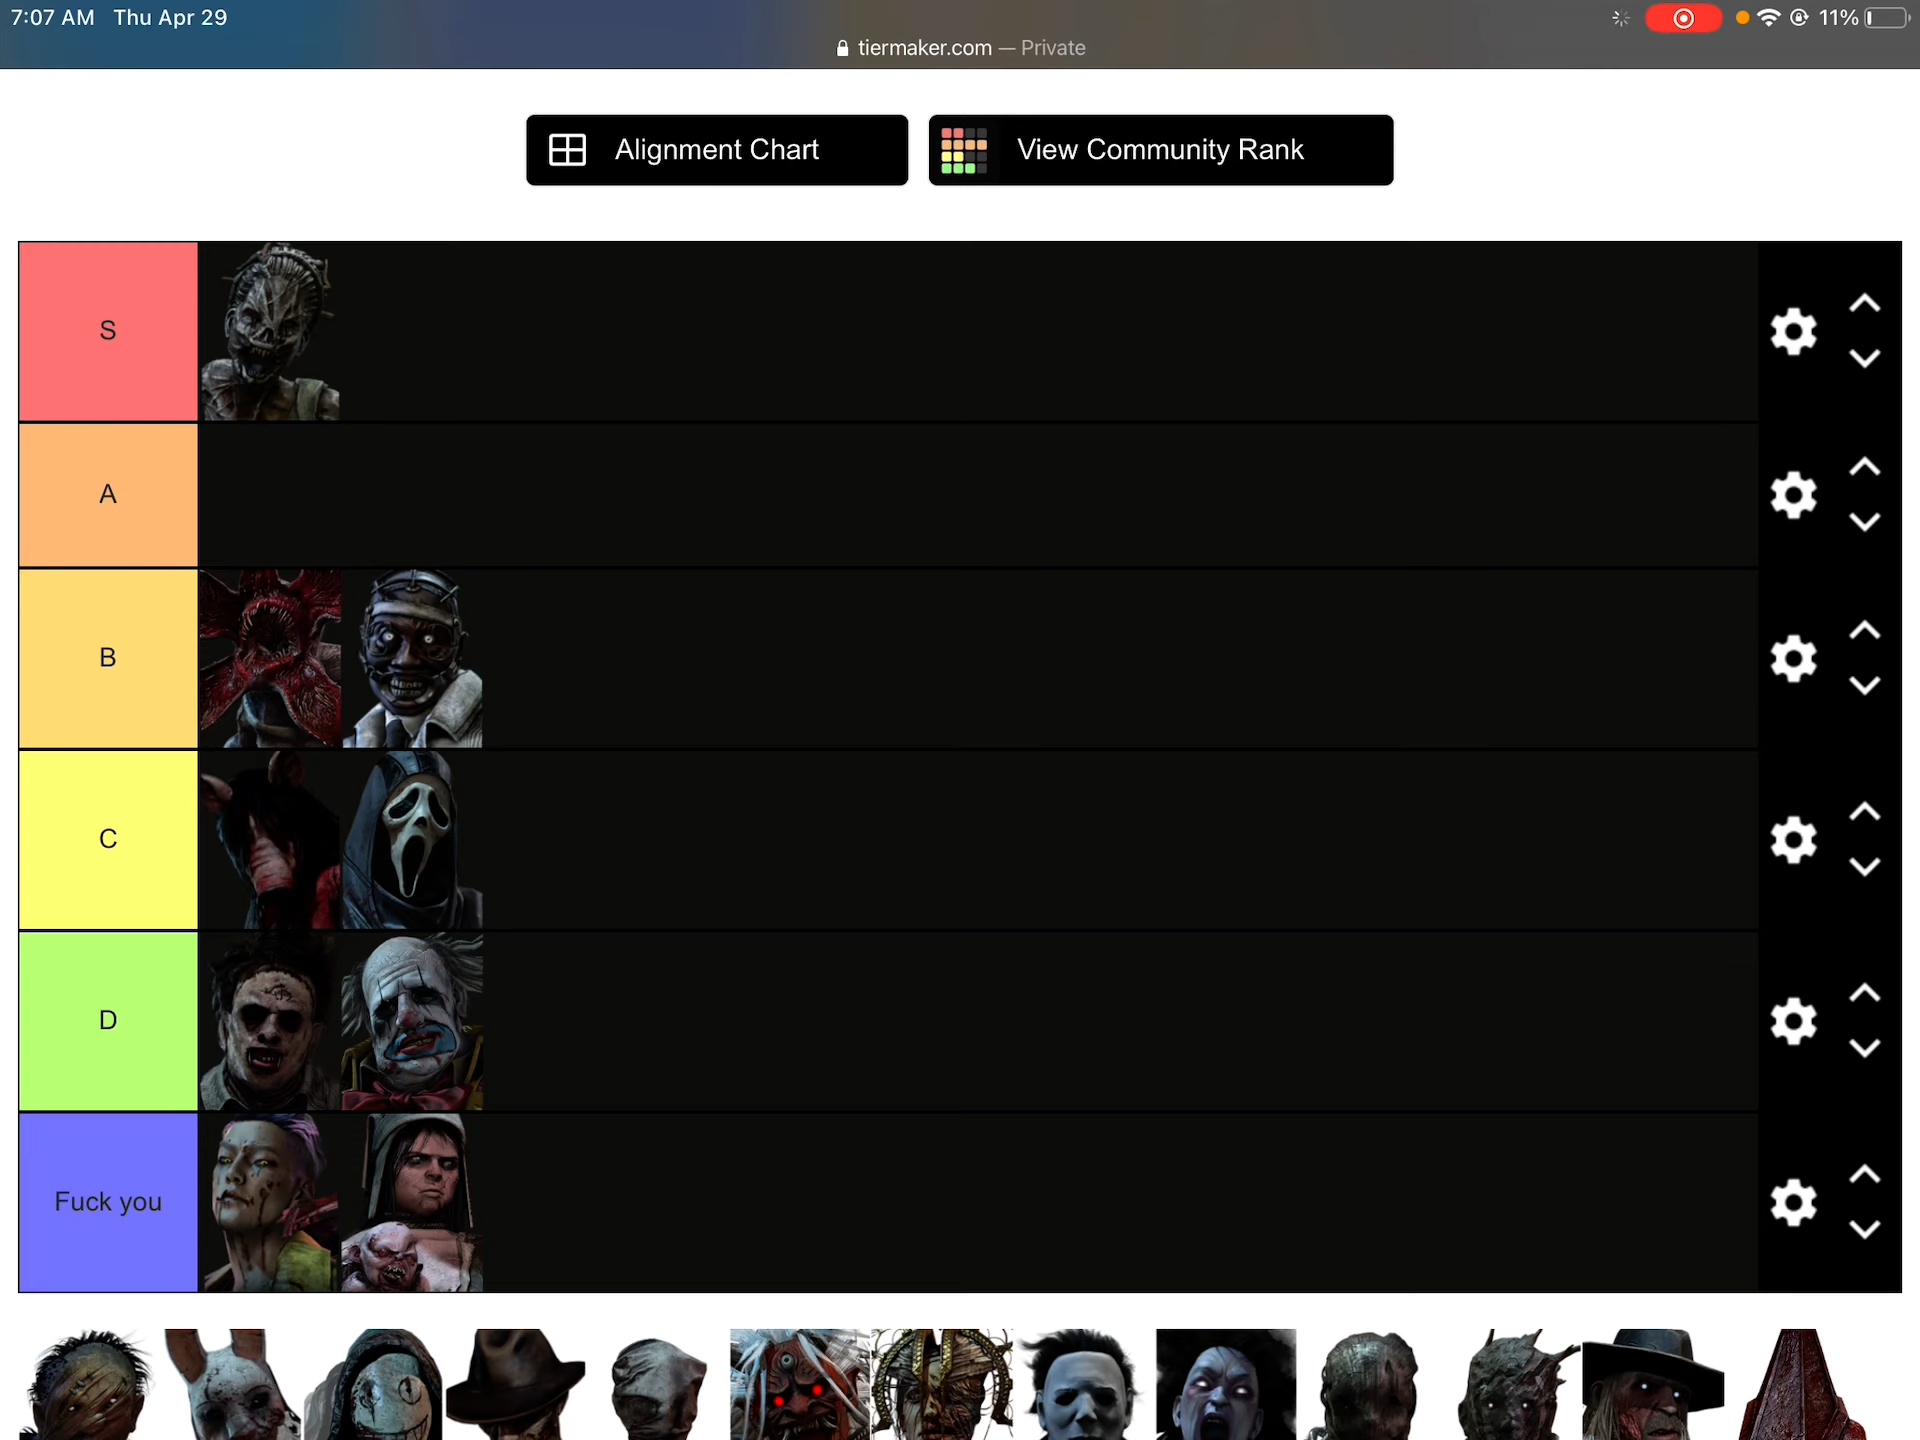 7:07 AM Thu Apr 29
11%
tiermaker.com — Private
Alignment Chart
View Community Rank
S
A
B
C
D
Fuck you